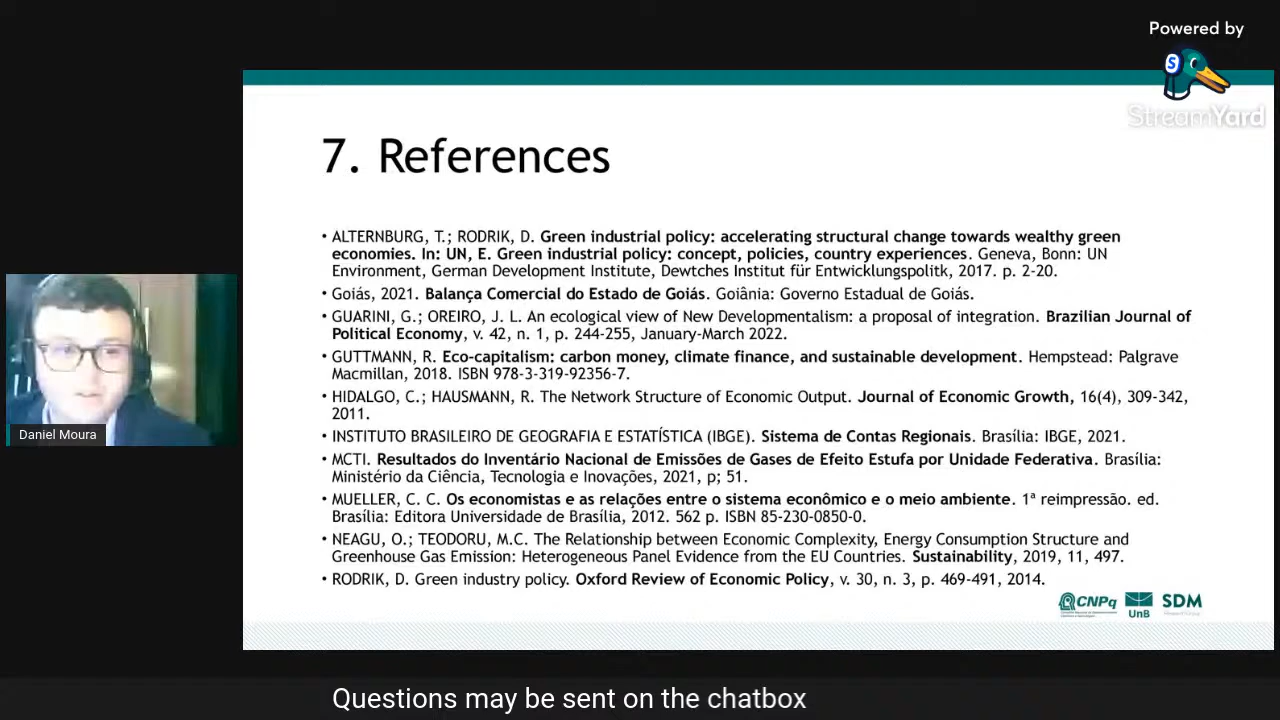 Powered by
StreamYard
7. References
• ALTERNBURG, T.; RODRIK, D. Green industrial policy: accelerating structural change towards wealthy green
economies. In: UN, E. Green industrial policy: concept, policies, country experiences. Geneva, Bonn: UN
Environment, German Development Institute, Dewtches Institut für Entwicklungspolitk, 2017. p. 2-20.
• Goiás, 2021. Balança Comercial do Estado de Goiás. Goiânia: Governo Estadual de Goiás.
• GUARINI, G.; OREIRO, J. L. An ecological view of New Developmentalism: a proposal of integration. Brazilian Journal of
Political Economy, v. 42, n. 1, p. 244-255, January-March 2022.
• GUTTMANN, R. Eco-capitalism: carbon money, climate finance, and sustainable development. Hempstead: Palgrave
Macmillan, 2018. ISBN 978-3-319-92356-7.
• HIDALGO, C.; HAUSMANN, R. The Network Structure of Economic Output. Journal of Economic Growth, 16(4), 309-342,
2011.
• INSTITUTO BRASILEIRO DE GEOGRAFIA E ESTATÍSTICA (IBGE). Sistema de Contas Regionais. Brasília: IBGE, 2021.
• MCTI. Resultados do Inventário Nacional de Emissões de Gases de Efeito Estufa por Unidade Federativa. Brasília:
Ministério da Ciência, Tecnologia e Inovações, 2021, p; 51.
• MUELLER, C. C. Os economistas e as relações entre o sistema econômico e o meio ambiente. 1ª reimpressão. ed.
Brasília: Editora Universidade de Brasília, 2012. 562 p. ISBN 85-230-0850-0.
• NEAGU, O.; TEODORU, M.C. The Relationship between Economic Complexity, Energy Consumption Structure and
Greenhouse Gas Emission: Heterogeneous Panel Evidence from the EU Countries. Sustainability, 2019, 11, 497.
• RODRIK, D. Green industry policy. Oxford Review of Economic Policy, v. 30, n. 3, p. 469-491, 2014.
CNPq
UnB
SDM
Daniel Moura
Questions may be sent on the chatbox